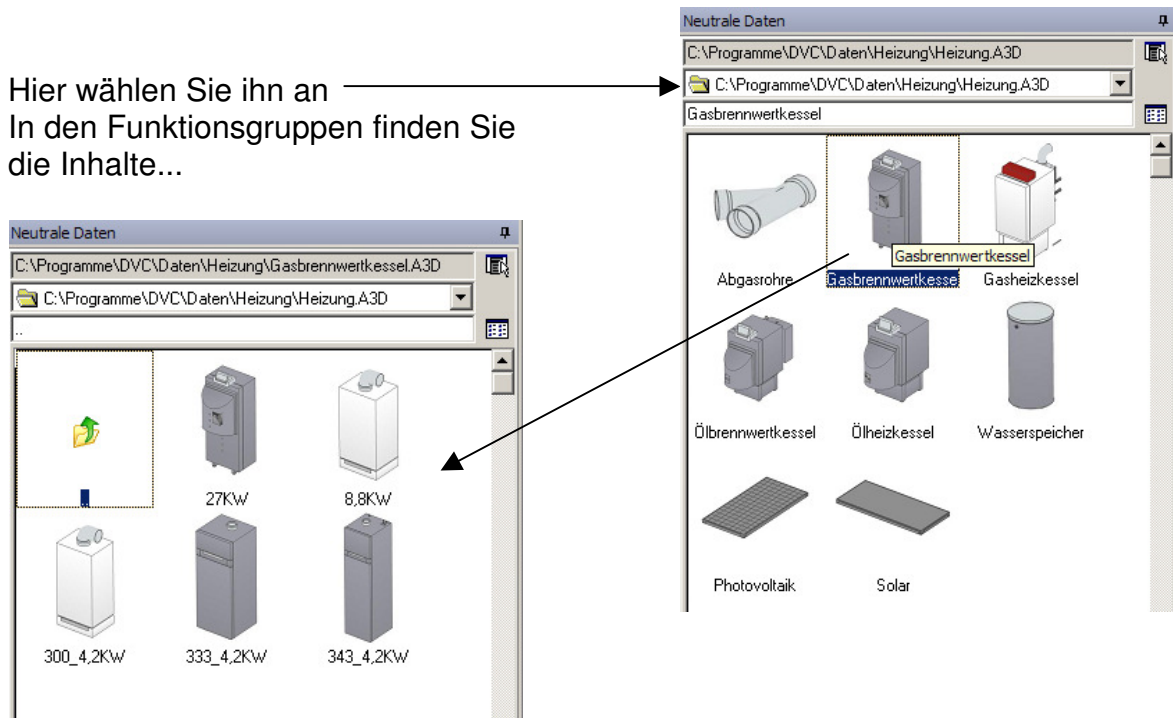 Hier wählen Sie ihn an
In den Funktionsgruppen finden Sie
die Inhalte...
Neutrale Daten
C:\Programme\DVC\Daten\Heizung\Heizung.A3D
C:\Programme\DVC\Daten\Heizung\Heizung.A3D
Gasbrennwertkessel
Gasbrennwertkessel
Abgasrohre Gasbrennwertkessel Gasheizkessel
Ölbrennwertkessel Ölheizkessel Wasserspeicher
Photovoltaik Solar
Neutrale Daten
C:\Programme\DVC\Daten\Heizung\Gasbrennwertkessel.A3D
C:\Programme\DVC\Daten\Heizung\Heizung.A3D
..
.. 27KW 8,8KW
300_4,2KW 333_4,2KW 343_4,2KW